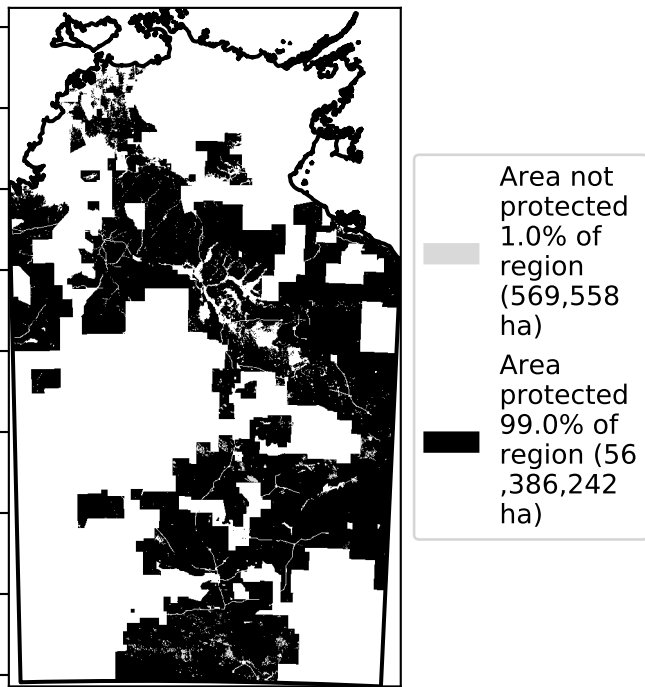 Area not
protected
1.0% of
region
(569,558
ha)
Area
protected
99.0% of
region (56
,386,242
ha)